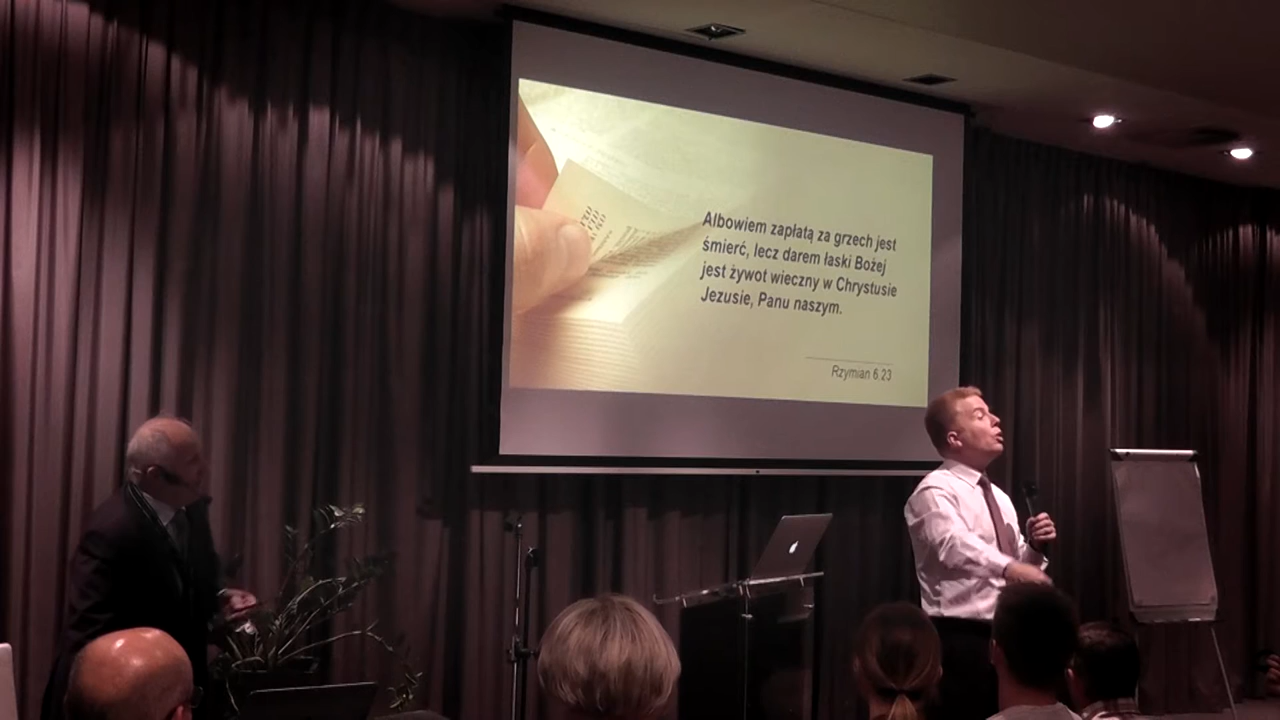 Albowiem zapłatą za grzech jest
śmierć, lecz darem łaski Bożej
jest żywot wieczny w Chrystusie
Jezusie, Panu naszym.
Rzymian 6.23